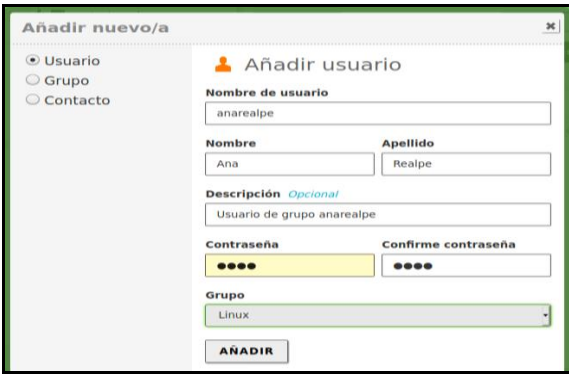 Añadir nuevo/a
Usuario
Grupo
Contacto
Añadir usuario
Nombre de usuario
anarealpe
Nombre Apellido
Ana Realpe
Descripción Opcional
Usuario de grupo anarealpe
Contraseña Confirme contraseña
●●●● ●●●●
Grupo
Linux
AÑADIR